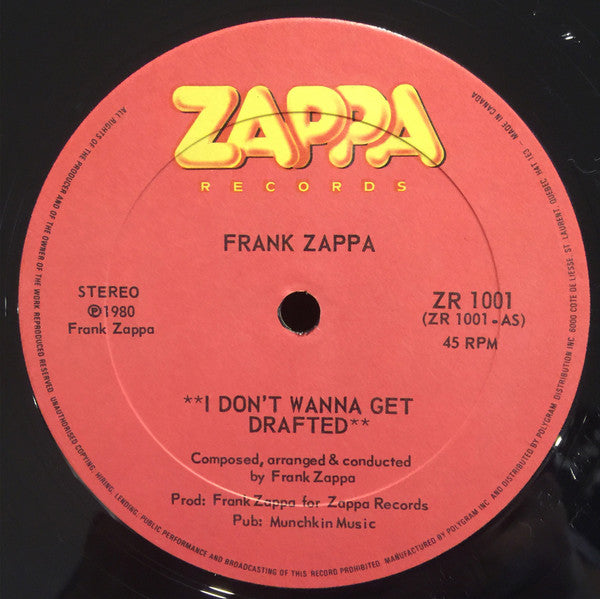 ZAPPA
RECORDS
FRANK ZAPPA
STEREO
Ⓟ1980
Frank Zappa
ZR 1001
(ZR 1001-AS)
45 RPM
**I DON'T WANNA GET
DRAFTED**
Composed, arranged & conducted
by Frank Zappa
Prod: Frank Zappa for Zappa Records
Pub: Munchkin Music
ALL RIGHTS OF THE PRODUCER AND OF THE OWNER OF THE WORK REPRODUCED RESERVED. UNAUTHORISED COPYING, HIRING, LENDING, PUBLIC PERFORMANCE AND BROADCASTING OF THIS RECORD PROHIBITED. MANUFACTURED BY POLYGRAM INC. AND DISTRIBUTED BY POLYGRAM DISTRIBUTION INC 6000 COTE DE LIESSE, ST LAURENT, QUEBEC H4T 1E3 - MADE IN CANADA